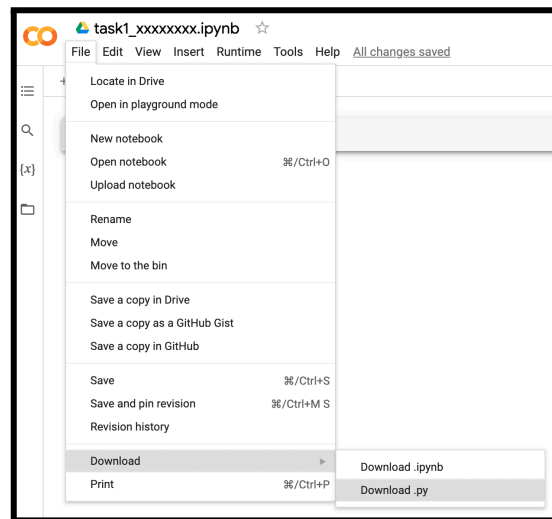 task1_xxxxxxxx.ipynb
File Edit View Insert Runtime Tools Help All changes saved
+
Locate in Drive
Open in playground mode
New notebook
Open notebook ⌘/Ctrl+O
Upload notebook
{x}
Rename
Move
Move to the bin
Save a copy in Drive
Save a copy as a GitHub Gist
Save a copy in GitHub
Save ⌘/Ctrl+S
Save and pin revision ⌘/Ctrl+M S
Revision history
Download
Download .ipynb
Print ⌘/Ctrl+P
Download .py